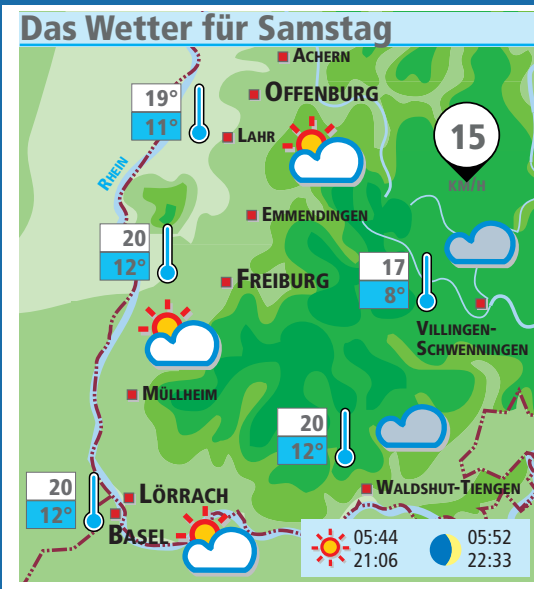 Das Wetter für Samstag
ACHERN
19°
11°
OFFENBURG
LAHR
15
KM/H
RHEIN
EMMENDINGEN
20
12°
FREIBURG
17
8°
VILLINGEN-
SCHWENNINGEN
MÜLLHEIM
20
12°
20
12°
LÖRRACH
WALDSHUT-TIENGEN
BASEL
05:44
21:06
05:52
22:33